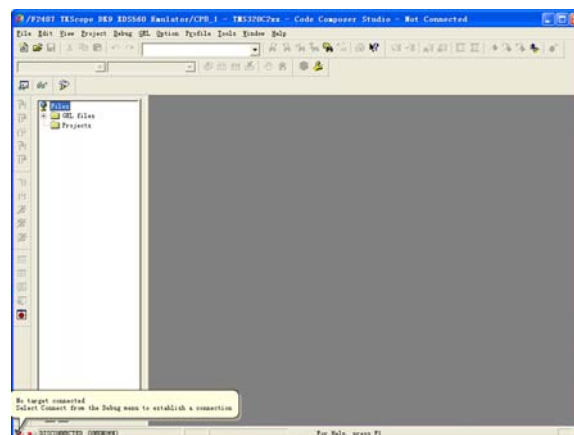 /F2407 TKScope DK9 XDS560 Emulator/CPU_1 - TMS320C2xx - Code Composer Studio - Not Connected
File Edit View Project Debug GEL Option Profile Tools Window Help
Files
GEL files
Projects
No target connected
Select Connect from the Debug menu to establish a connection
DISCONNECTED (UNKNOWN)
For Help, press F1